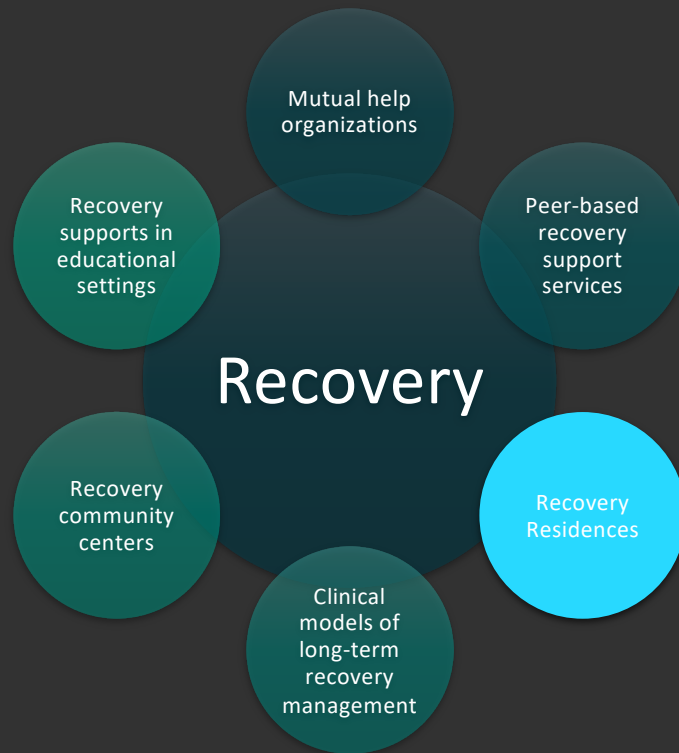 Mutual help
organizations
Peer-based
recovery
support
services
Recovery
Residences
Clinical
models of
long-term
recovery
management
Recovery
community
centers
Recovery
supports in
educational
settings
Recovery